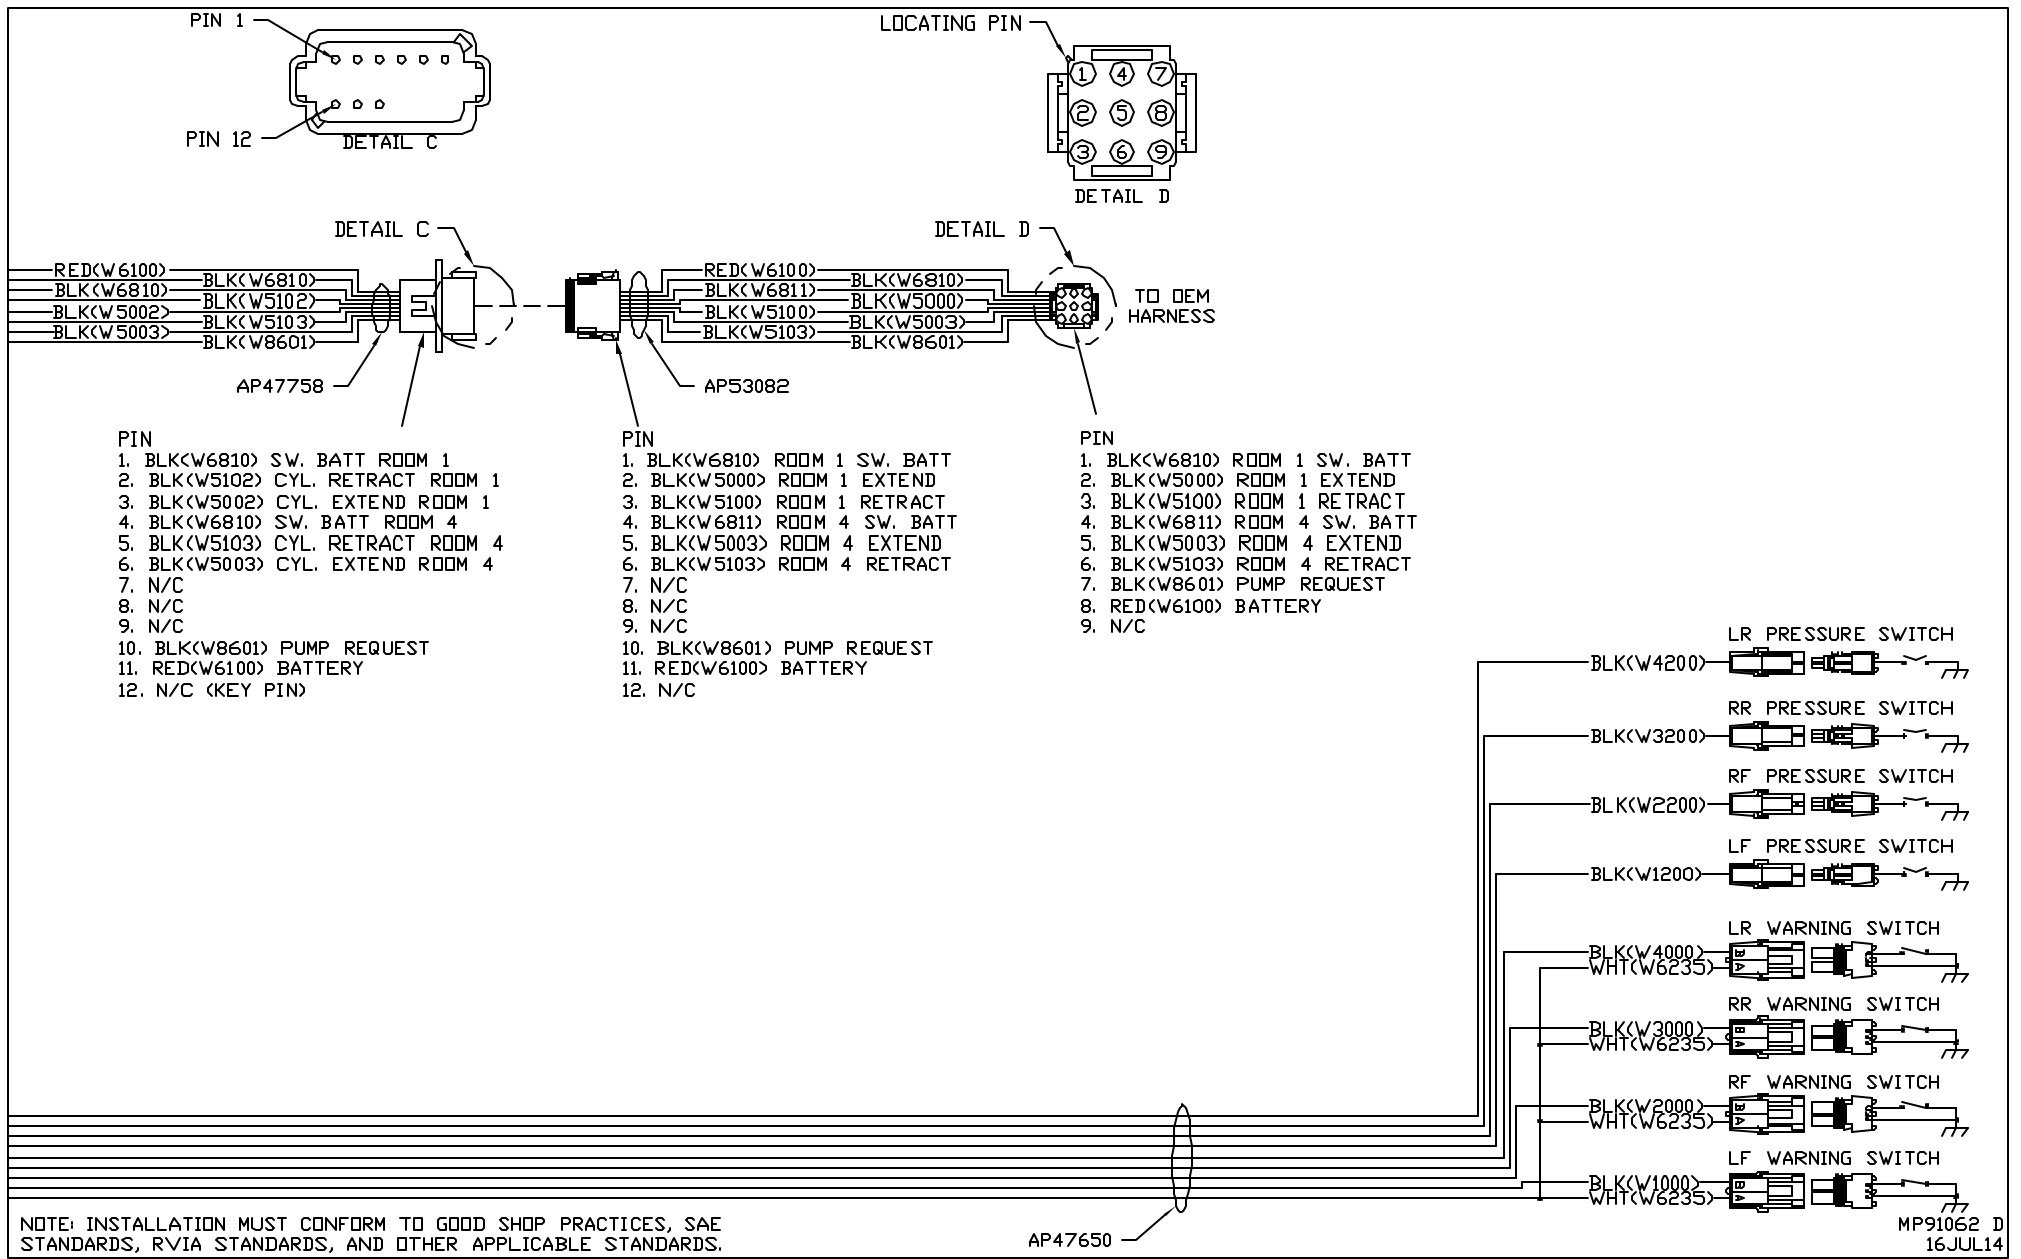 PIN 1
PIN 12
DETAIL C
LOCATING PIN
1 4 7
2 5 8
3 6 9
DETAIL D
DETAIL C
DETAIL D
RED(W6100)
BLK(W6810)
BLK(W6810)
BLK(W5102)
BLK(W5002)
BLK(W5103)
BLK(W5003)
BLK(W8601)
RED(W6100)
BLK(W6810)
BLK(W6811)
BLK(W5000)
BLK(W5100)
BLK(W5003)
BLK(W5103)
BLK(W8601)
TO OEM
HARNESS
AP47758
AP53082
PIN
1. BLK(W6810) SW. BATT ROOM 1
2. BLK(W5102) CYL. RETRACT ROOM 1
3. BLK(W5002) CYL. EXTEND ROOM 1
4. BLK(W6810) SW. BATT ROOM 4
5. BLK(W5103) CYL. RETRACT ROOM 4
6. BLK(W5003) CYL. EXTEND ROOM 4
7. N/C
8. N/C
9. N/C
10. BLK(W8601) PUMP REQUEST
11. RED(W6100) BATTERY
12. N/C (KEY PIN)
PIN
1. BLK(W6810) ROOM 1 SW. BATT
2. BLK(W5000) ROOM 1 EXTEND
3. BLK(W5100) ROOM 1 RETRACT
4. BLK(W6811) ROOM 4 SW. BATT
5. BLK(W5003) ROOM 4 EXTEND
6. BLK(W5103) ROOM 4 RETRACT
7. N/C
8. N/C
9. N/C
10. BLK(W8601) PUMP REQUEST
11. RED(W6100) BATTERY
12. N/C
PIN
1. BLK(W6810) ROOM 1 SW. BATT
2. BLK(W5000) ROOM 1 EXTEND
3. BLK(W5100) ROOM 1 RETRACT
4. BLK(W6811) ROOM 4 SW. BATT
5. BLK(W5003) ROOM 4 EXTEND
6. BLK(W5103) ROOM 4 RETRACT
7. BLK(W8601) PUMP REQUEST
8. RED(W6100) BATTERY
9. N/C
LR PRESSURE SWITCH
BLK(W4200)
RR PRESSURE SWITCH
BLK(W3200)
RF PRESSURE SWITCH
BLK(W2200)
LF PRESSURE SWITCH
BLK(W1200)
LR WARNING SWITCH
BLK(W4000)
B
WHT(W6235)
A
RR WARNING SWITCH
BLK(W3000)
B
WHT(W6235)
A
RF WARNING SWITCH
BLK(W2000)
B
WHT(W6235)
A
LF WARNING SWITCH
BLK(W1000)
B
WHT(W6235)
A
AP47650
NOTE: INSTALLATION MUST CONFORM TO GOOD SHOP PRACTICES, SAE
STANDARDS, RVIA STANDARDS, AND OTHER APPLICABLE STANDARDS.
MP91062 D
16JUL14